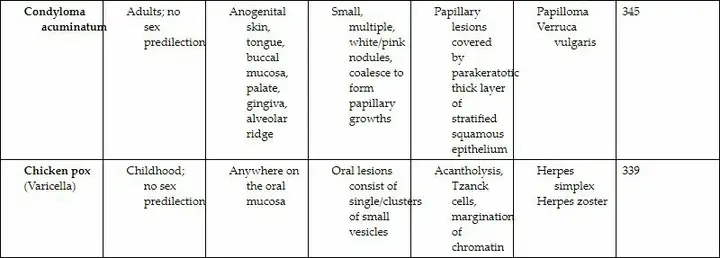 Condyloma
acuminatum
Adults; no
sex
predilection
Anogenital
skin,
tongue,
buccal
mucosa,
palate,
gingiva,
alveolar
ridge
Small,
multiple,
white/pink
nodules,
coalesce to
form
papillary
growths
Papillary
lesions
covered
by
parakeratotic
thick layer
of
stratified
squamous
epithelium
Papilloma
Verruca
vulgaris
345
Chicken pox
(Varicella)
Childhood;
no sex
predilection
Anywhere on
the oral
mucosa
Oral lesions
consist of
single/clusters
of small
vesicles
Acantholysis,
Tzanck
cells,
margination
of
chromatin
Herpes
simplex
Herpes zoster
339